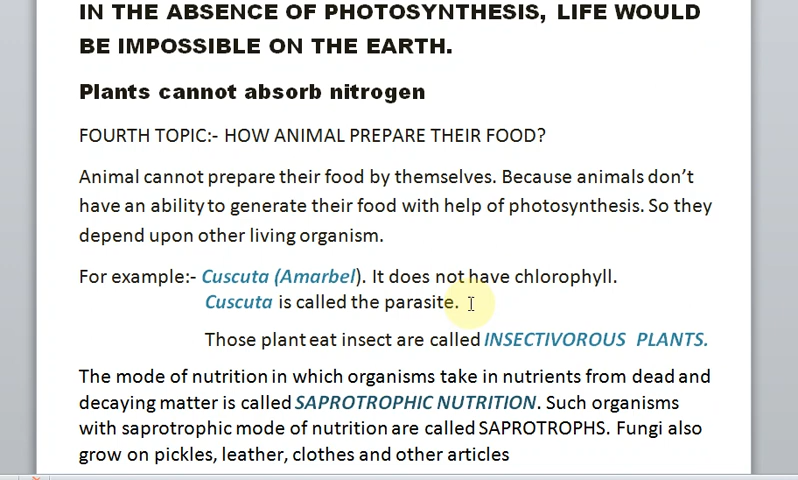 IN THE ABSENCE OF PHOTOSYNTHESIS, LIFE WOULD
BE IMPOSSIBLE ON THE EARTH.
Plants cannot absorb nitrogen
FOURTH TOPIC:- HOW ANIMAL PREPARE THEIR FOOD?
Animal cannot prepare their food by themselves. Because animals don't
have an ability to generate their food with help of photosynthesis. So they
depend upon other living organism.
For example:- Cuscuta (Amarbel). It does not have chlorophyll.
Cuscuta is called the parasite.
Those plant eat insect are called INSECTIVOROUS PLANTS.
The mode of nutrition in which organisms take in nutrients from dead and
decaying matter is called SAPROTROPHIC NUTRITION. Such organisms
with saprotrophic mode of nutrition are called SAPROTROPHS. Fungi also
grow on pickles, leather, clothes and other articles